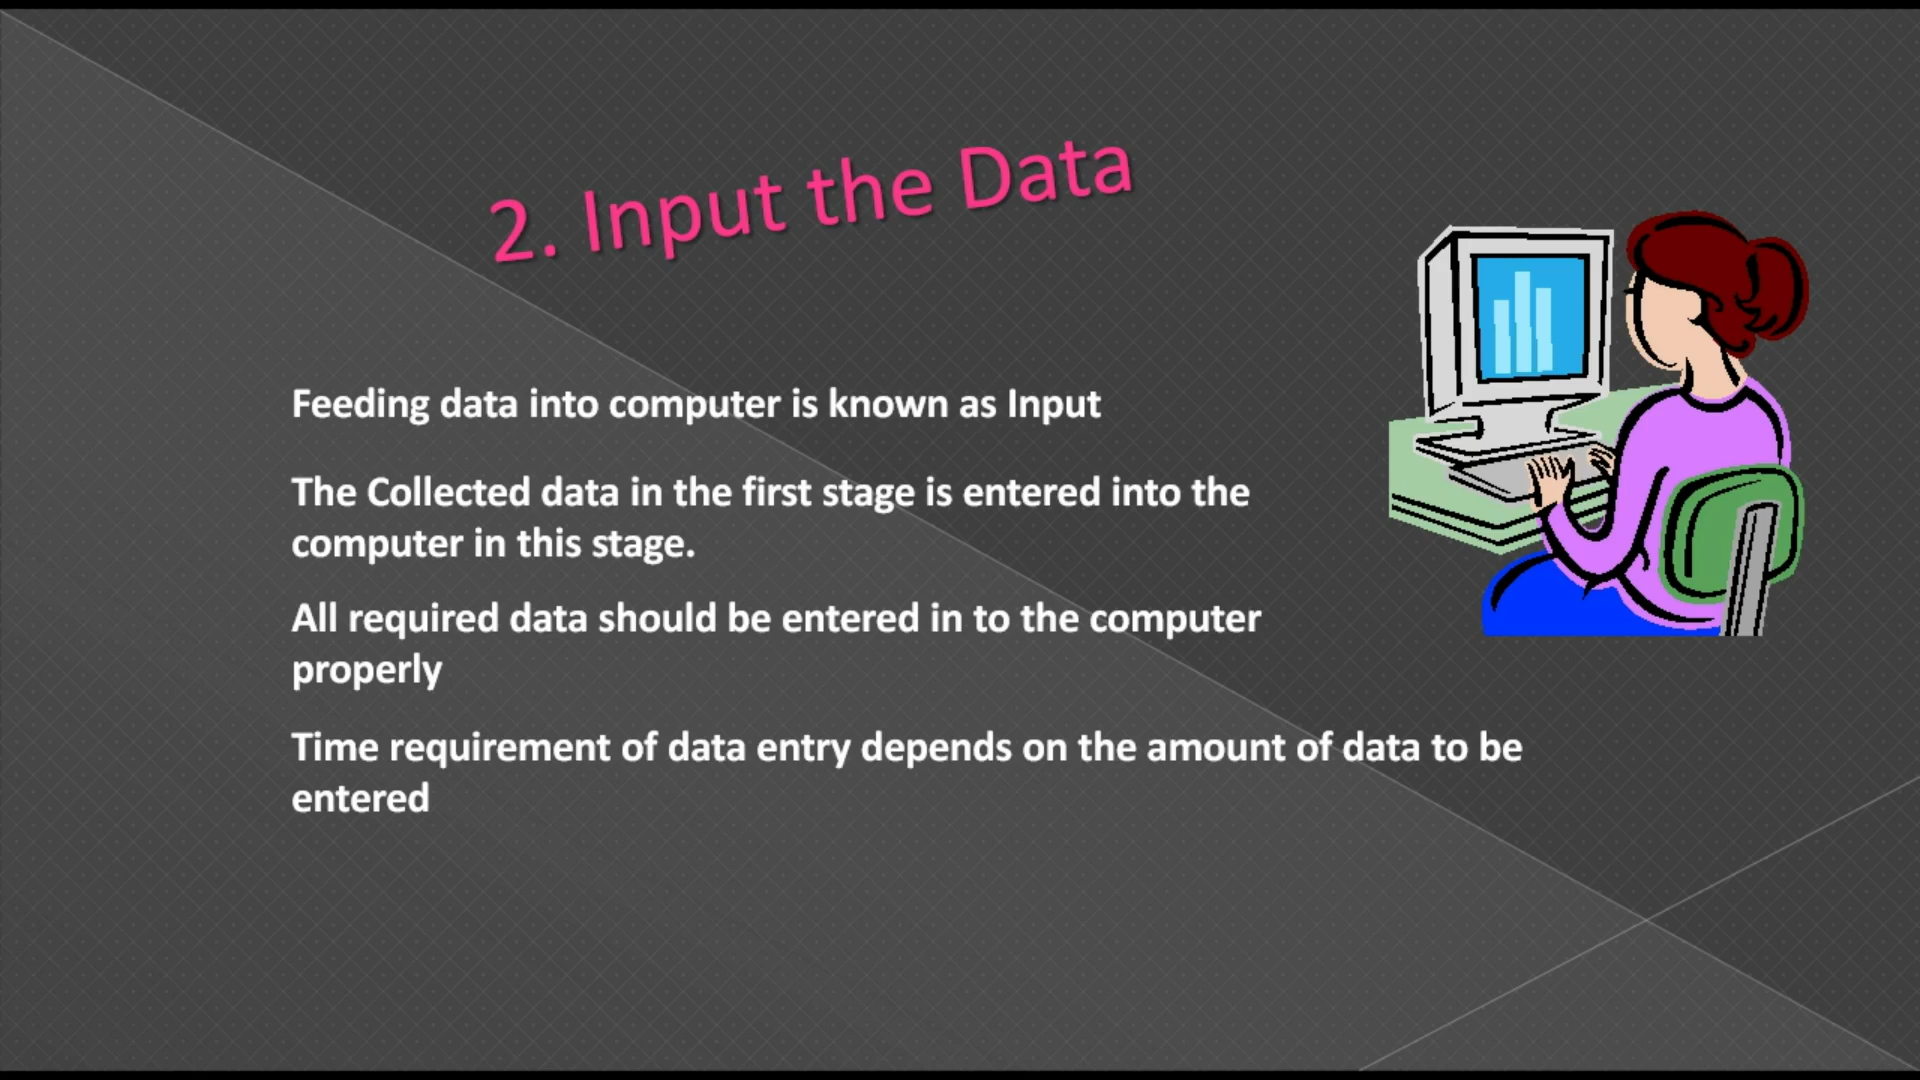 2. Input the Data
Feeding data into computer is known as Input
The Collected data in the first stage is entered into the
computer in this stage.
All required data should be entered in to the computer
properly
Time requirement of data entry depends on the amount of data to be
entered